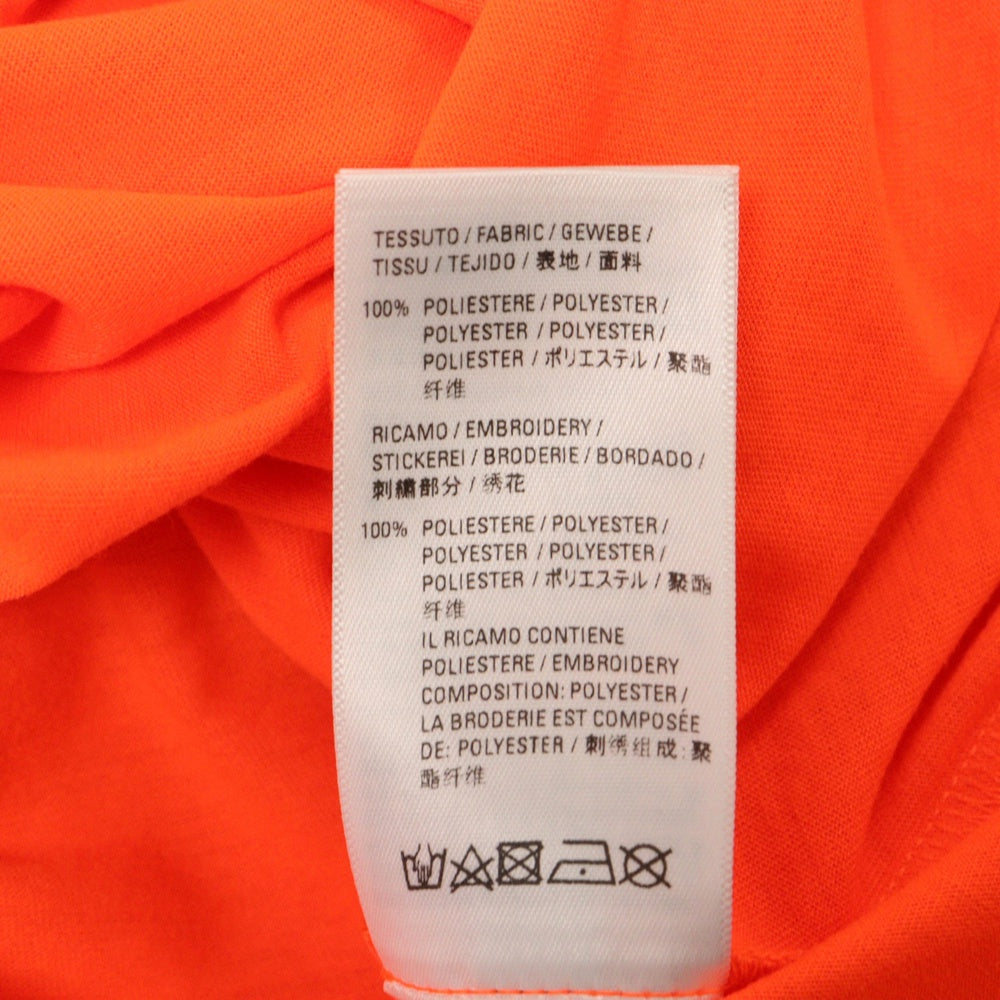 TESSUTO / FABRIC / GEWEBE /
TISSU / TEJIDO / 表地 / 面料
100% POLIESTERE / POLYESTER /
POLYESTER / POLYESTER /
POLIESTER / ポリエステル / 聚酯
纤维
RICAMO / EMBROIDERY /
STICKEREI / BRODERIE / BORDADO /
刺繍部分 / 绣花
100% POLIESTERE / POLYESTER /
POLYESTER / POLYESTER /
POLIESTER / ポリエステル / 聚酯
纤维
IL RICAMO CONTIENE
POLIESTERE / EMBROIDERY
COMPOSITION: POLYESTER /
LA BRODERIE EST COMPOSÉE
DE: POLYESTER / 刺绣组成: 聚
酯纤维